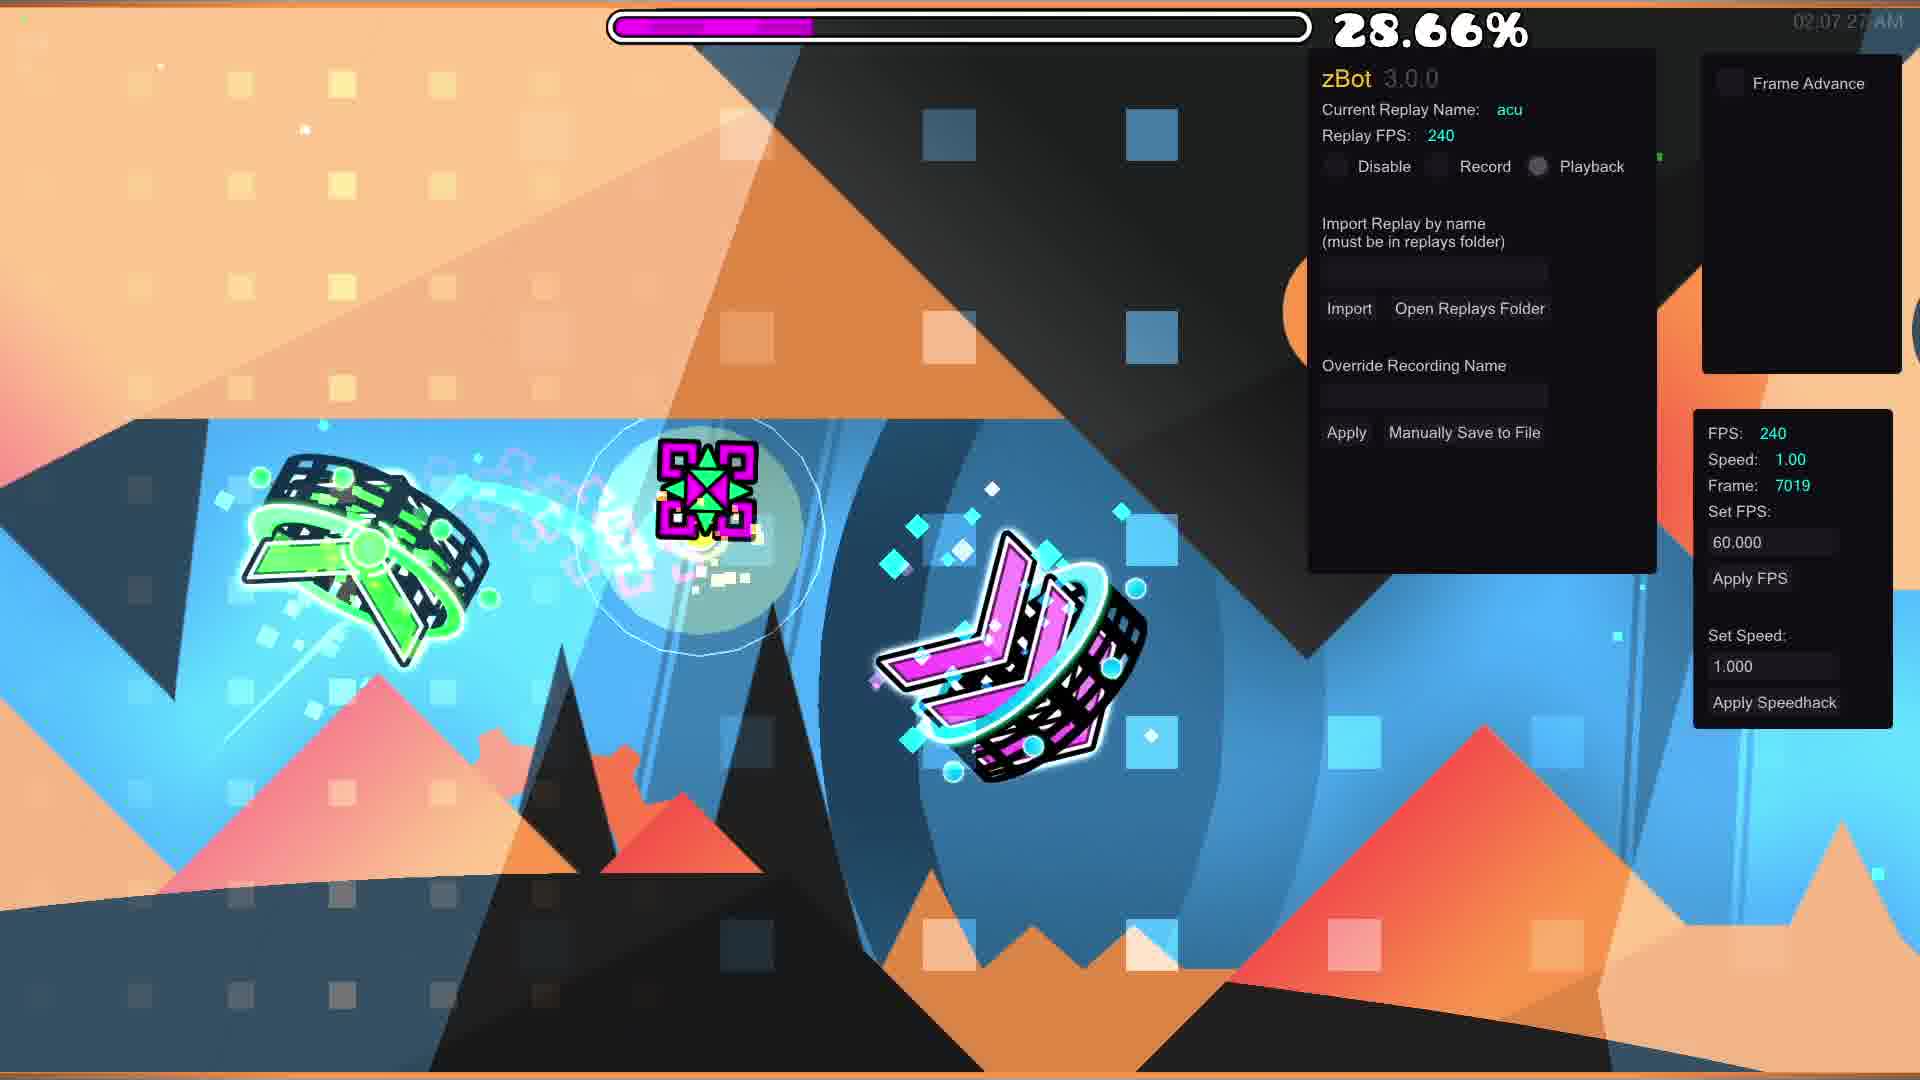 28.66%
02:07:27 AM
zBot 3.0.0
Current Replay Name: acu
Replay FPS: 240
Disable Record Playback
Import Replay by name
(must be in replays folder)
Import Open Replays Folder
Override Recording Name
Apply Manually Save to File
Frame Advance
FPS: 240
Speed: 1.00
Frame: 7019
Set FPS:
60.000
Apply FPS
Set Speed:
1.000
Apply Speedhack